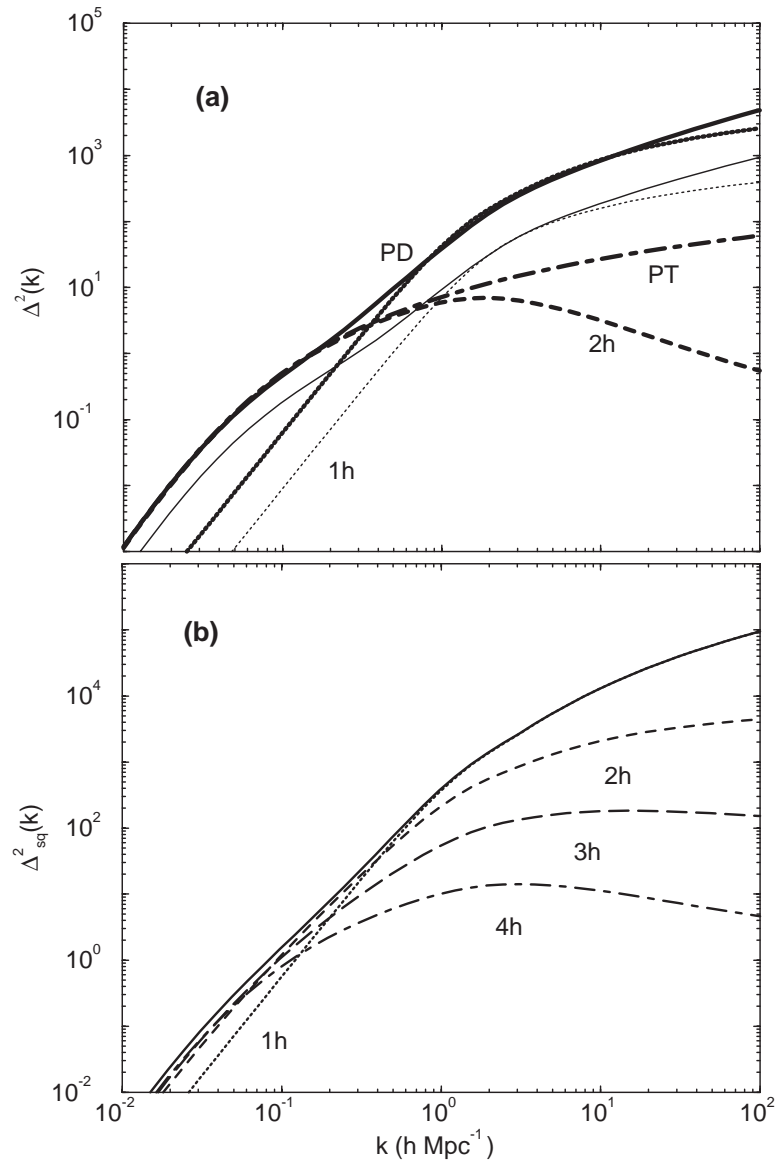 10^5
(a)
10^3
PD
Δ^2(k)
10^1
PT
2h
10^-1
1h
(b)
10^4
2h
Δ^2_sq(k)
10^2
3h
10^0
4h
1h
10^-2
10^-2 10^-1 10^0 10^1 10^2
k (h Mpc^-1)